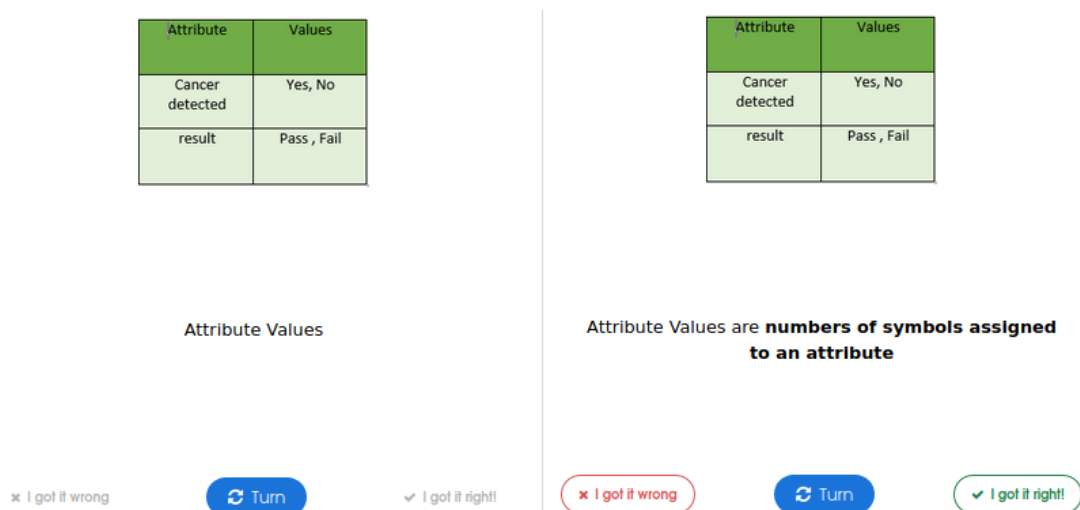 Attribute Values
Cancer detected Yes, No
result Pass , Fail
Attribute Values
✖ I got it wrong Turn ✔ I got it right!
Attribute Values
Cancer detected Yes, No
result Pass , Fail
Attribute Values are numbers of symbols assigned
to an attribute
✖ I got it wrong Turn ✔ I got it right!